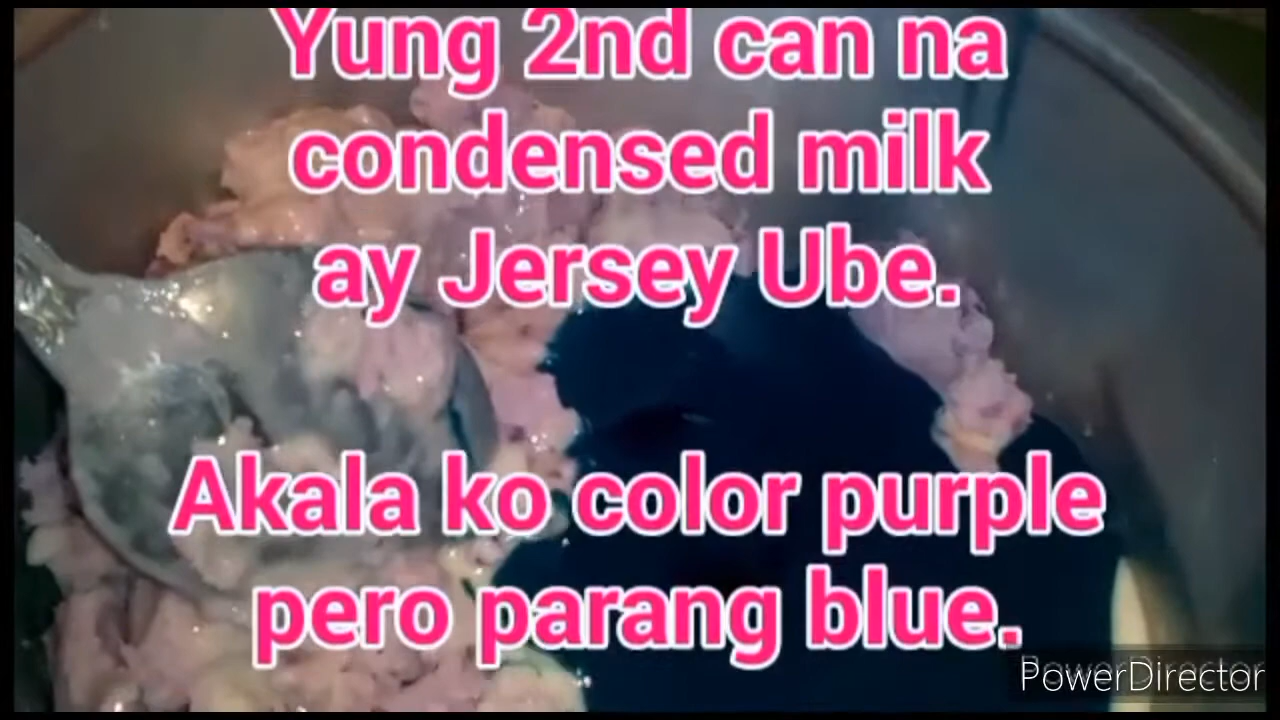 Yung 2nd can na
condensed milk
ay Jersey Ube.
Akala ko color purple
pero parang blue.
PowerDirector